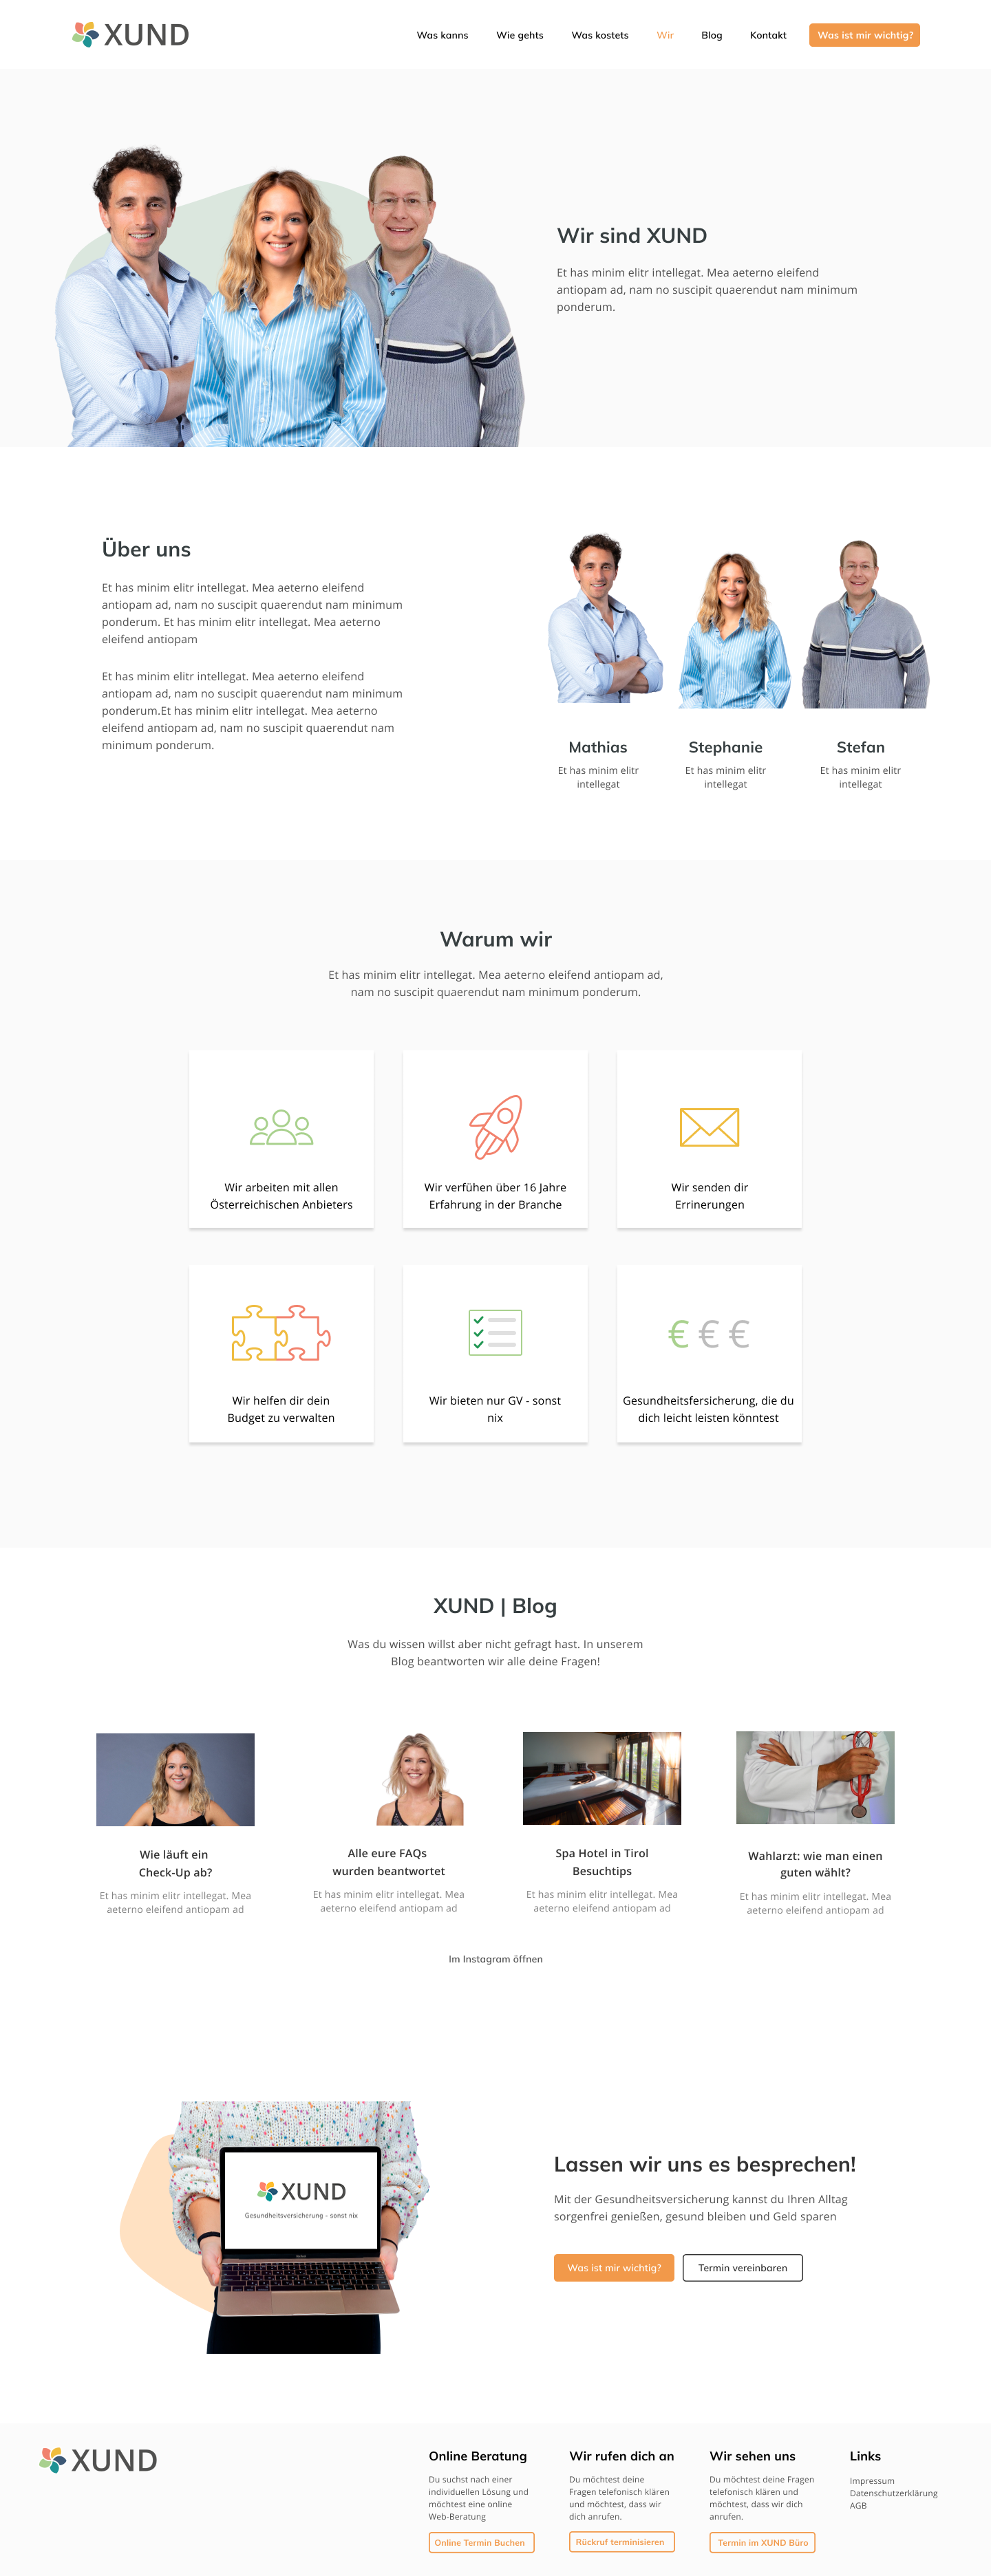 XUND
Was kanns
Wie gehts
Was kostets
Wir
Blog
Kontakt
Was ist mir wichtig?
Wir sind XUND
Et has minim elitr intellegat. Mea aeterno eleifend
antiopam ad, nam no suscipit quaerendut nam minimum
ponderum.
Über uns
Et has minim elitr intellegat. Mea aeterno eleifend
antiopam ad, nam no suscipit quaerendut nam minimum
ponderum. Et has minim elitr intellegat. Mea aeterno
eleifend antiopam
Et has minim elitr intellegat. Mea aeterno eleifend
antiopam ad, nam no suscipit quaerendut nam minimum
ponderum.Et has minim elitr intellegat. Mea aeterno
eleifend antiopam ad, nam no suscipit quaerendut nam
minimum ponderum.
Mathias
Et has minim elitr
intellegat
Stephanie
Et has minim elitr
intellegat
Stefan
Et has minim elitr
intellegat
Warum wir
Et has minim elitr intellegat. Mea aeterno eleifend antiopam ad,
nam no suscipit quaerendut nam minimum ponderum.
Wir arbeiten mit allen
Österreichischen Anbieters
Wir verfühen über 16 Jahre
Erfahrung in der Branche
Wir senden dir
Errinerungen
Wir helfen dir dein
Budget zu verwalten
Wir bieten nur GV - sonst
nix
€ € €
Gesundheitsfersicherung, die du
dich leicht leisten könntest
XUND | Blog
Was du wissen willst aber nicht gefragt hast. In unserem
Blog beantworten wir alle deine Fragen!
Wie läuft ein
Check-Up ab?
Et has minim elitr intellegat. Mea
aeterno eleifend antiopam ad
Alle eure FAQs
wurden beantwortet
Et has minim elitr intellegat. Mea
aeterno eleifend antiopam ad
Spa Hotel in Tirol
Besuchtips
Et has minim elitr intellegat. Mea
aeterno eleifend antiopam ad
Wahlarzt: wie man einen
guten wählt?
Et has minim elitr intellegat. Mea
aeterno eleifend antiopam ad
Im Instagram öffnen
XUND
Gesundheitsversicherung - sonst nix
Lassen wir uns es besprechen!
Mit der Gesundheitsversicherung kannst du Ihren Alltag
sorgenfrei genießen, gesund bleiben und Geld sparen
Was ist mir wichtig?
Termin vereinbaren
XUND
Online Beratung
Du suchst nach einer
individuellen Lösung und
möchtest eine online
Web-Beratung
Online Termin Buchen
Wir rufen dich an
Du möchtest deine
Fragen telefonisch klären
und möchtest, dass wir
dich anrufen.
Rückruf terminisieren
Wir sehen uns
Du möchtest deine Fragen
telefonisch klären und
möchtest, dass wir dich
anrufen.
Termin im XUND Büro
Links
Impressum
Datenschutzerklärung
AGB